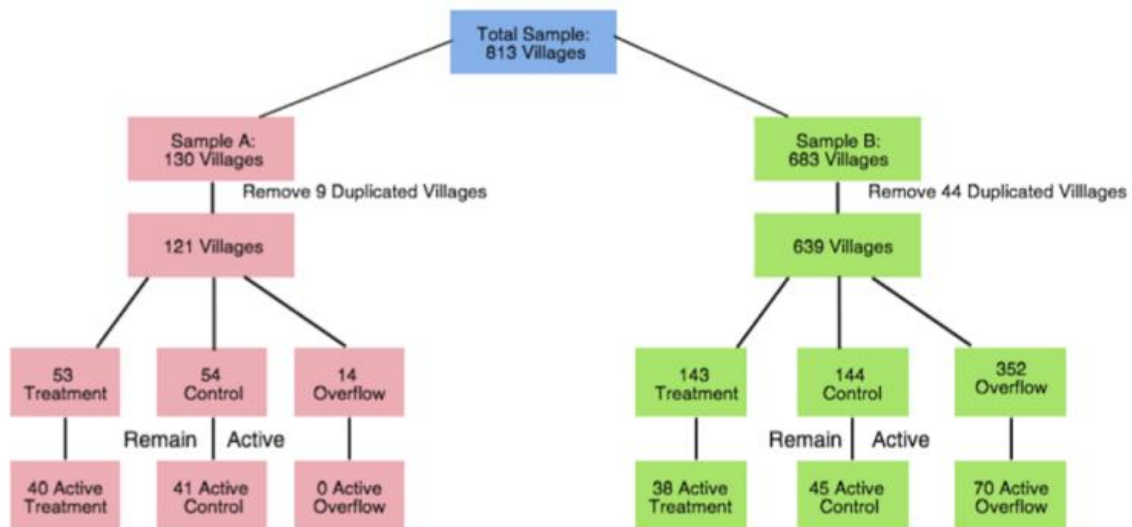 Total Sample:
813 Villages
Sample A:
130 Villages
Sample B:
683 Villages
Remove 9 Duplicated Villages
Remove 44 Duplicated Villlages
121 Villages
639 Villages
53
Treatment
54
Control
14
Overflow
143
Treatment
144
Control
352
Overflow
Remain Active
Remain Active
40 Active
Treatment
41 Active
Control
0 Active
Overflow
38 Active
Treatment
45 Active
Control
70 Active
Overflow